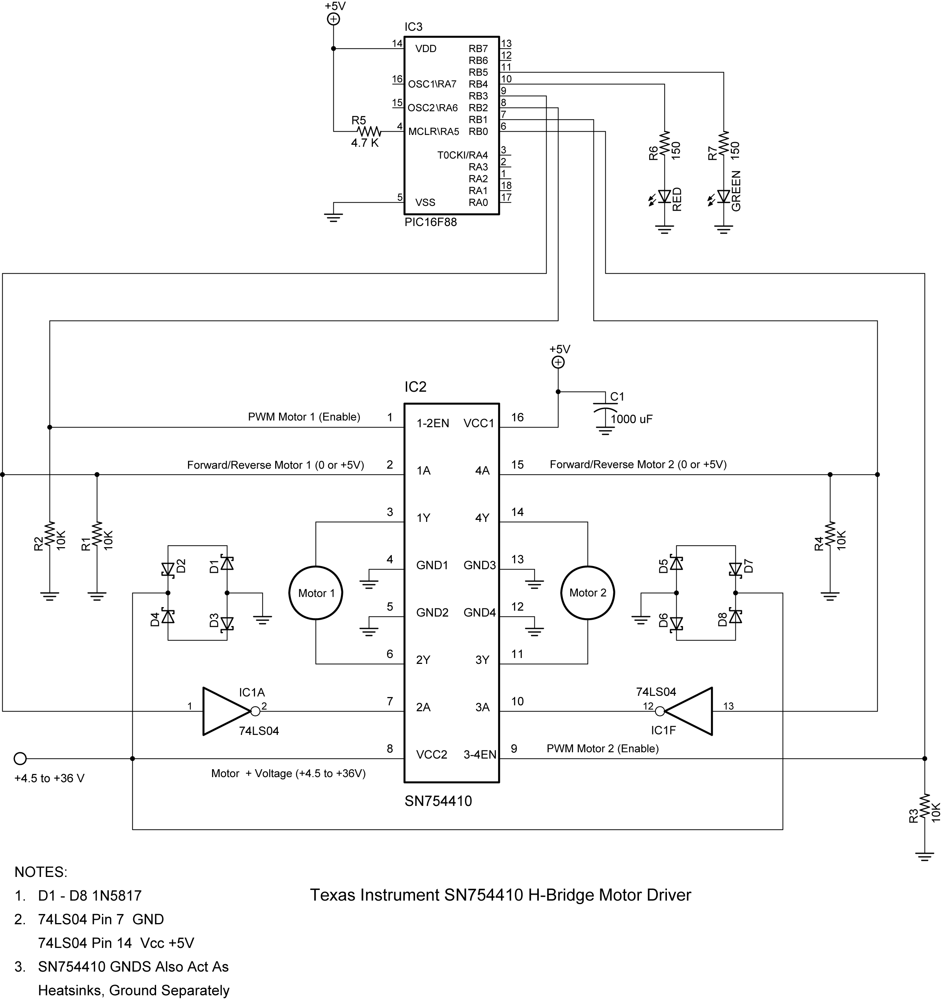 +5V
IC3
14
VDD
RB7
13
RB6
12
RB5
11
16
OSC1\RA7
RB4
10
RB3
9
15
OSC2\RA6
RB2
8
RB1
7
R5
4.7 K
4
MCLR\RA5
RB0
6
T0CKI/RA4
3
RA3
2
RA2
1
RA1
18
5
VSS
RA0
17
PIC16F88
R6
150
RED
R7
150
GREEN
+5V
C1
1000 uF
IC2
PWM Motor 1 (Enable)
1
1-2EN
VCC1
16
Forward/Reverse Motor 1 (0 or +5V)
2
1A
4A
15
Forward/Reverse Motor 2 (0 or +5V)
3
1Y
4Y
14
R2
10K
R1
10K
R4
10K
D2
D1
D4
D3
Motor 1
4
GND1
GND3
13
5
GND2
GND4
12
Motor 2
D5
D7
D6
D8
6
2Y
3Y
11
1
IC1A
2
74LS04
7
2A
3A
10
74LS04
12
13
IC1F
8
VCC2
3-4EN
9
PWM Motor 2 (Enable)
+4.5 to +36 V
Motor + Voltage (+4.5 to +36V)
SN754410
R3
10K
NOTES:
1. D1 - D8 1N5817
2. 74LS04 Pin 7 GND
74LS04 Pin 14 Vcc +5V
3. SN754410 GNDS Also Act As
Heatsinks, Ground Separately
Texas Instrument SN754410 H-Bridge Motor Driver